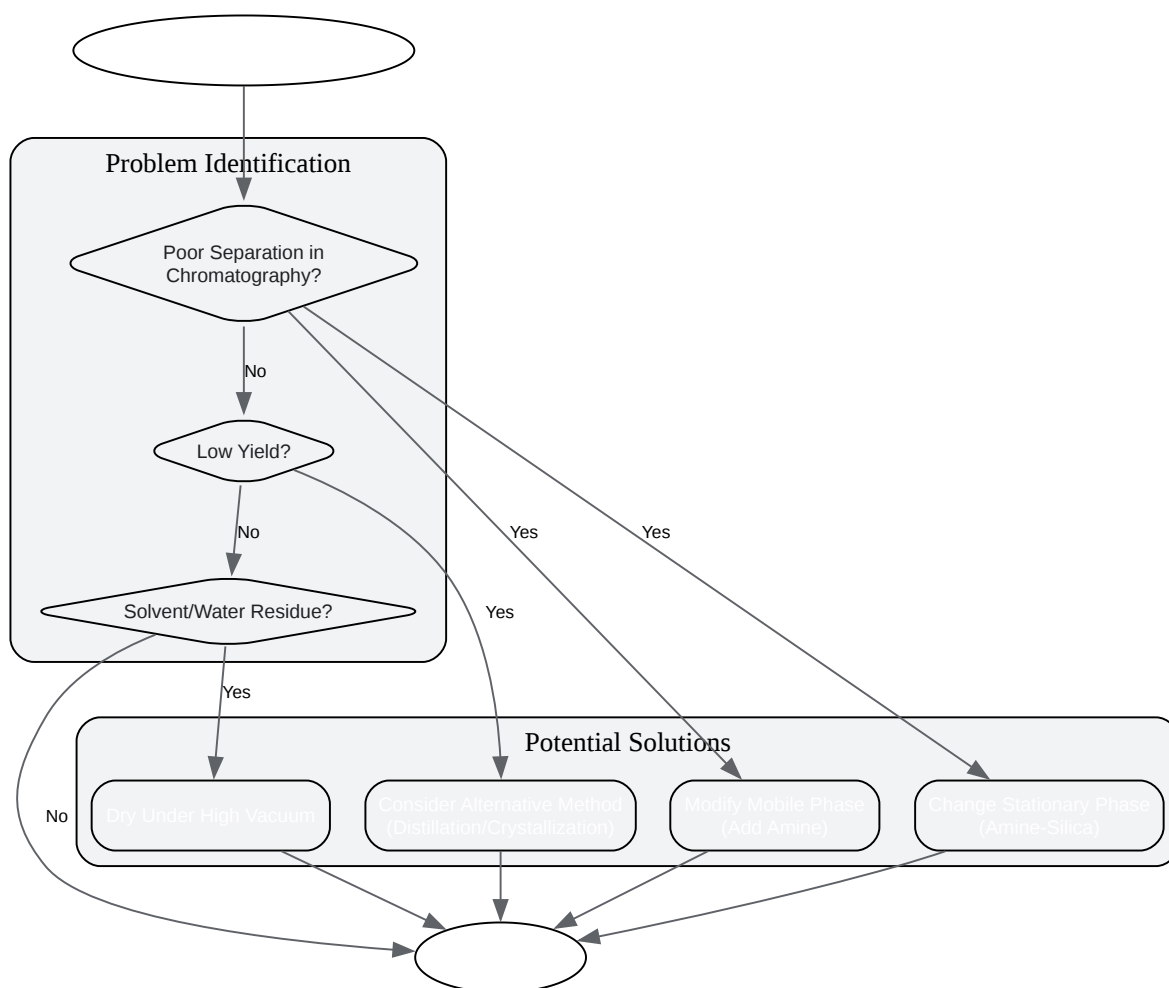 Problem Identification
Poor Separation in
Chromatography?
No
Low Yield?
No
Yes
Yes
Solvent/Water Residue?
Yes
Yes
Potential Solutions
Dry Under High Vacuum
Consider Alternative Method
(Distillation/Crystallization)
Modify Mobile Phase
(Add Amine)
Change Stationary Phase
(Amine-Silica)
No